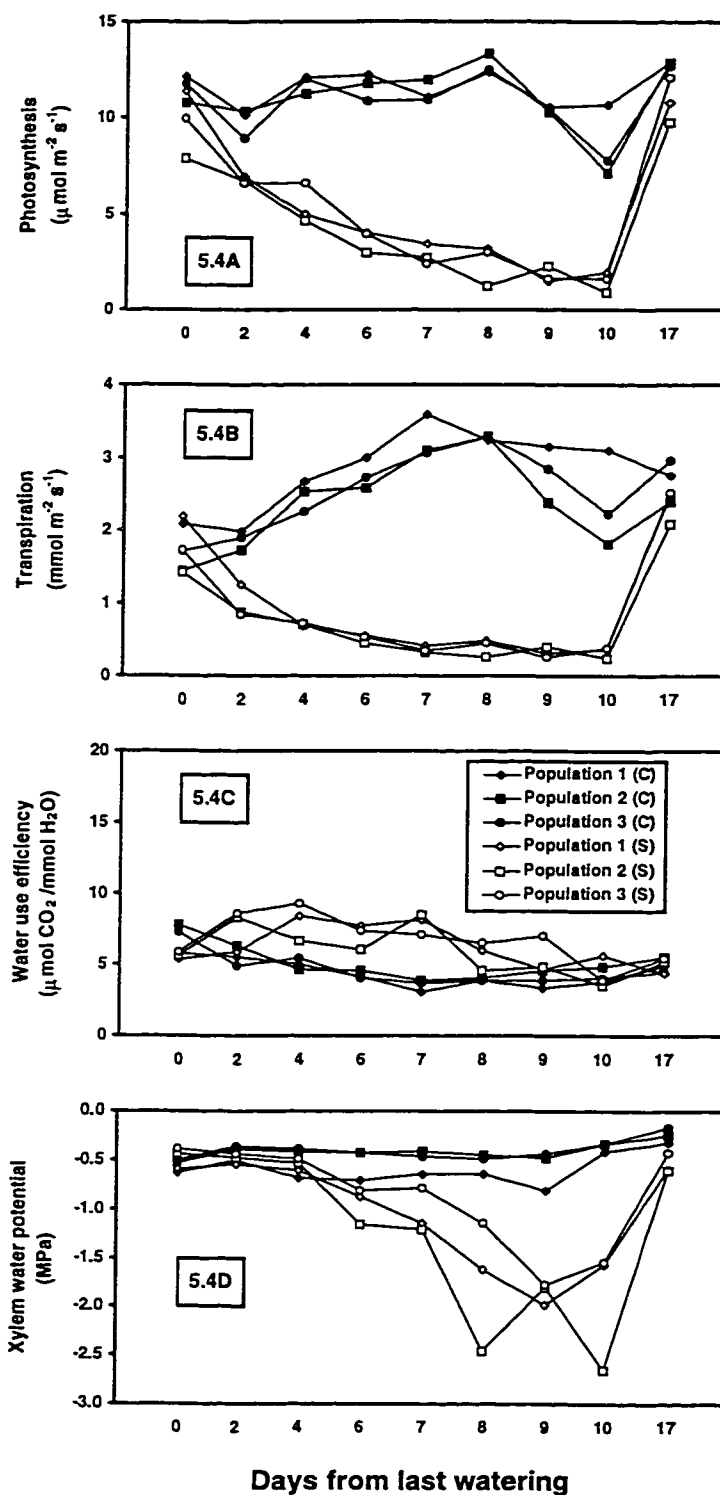 15
10
5
0
Photosynthesis
(μmol m⁻² s⁻¹)
5.4A
0 2 4 6 7 8 9 10 17
4
3
2
1
0
Transpiration
(mmol m⁻² s⁻¹)
5.4B
0 2 4 6 7 8 9 10 17
20
15
10
5
0
Water use efficiency
(μmol CO₂ /mmol H₂O)
5.4C
Population 1 (C)
Population 2 (C)
Population 3 (C)
Population 1 (S)
Population 2 (S)
Population 3 (S)
0 2 4 6 7 8 9 10 17
0.0
-0.5
-1.0
-1.5
-2.0
-2.5
-3.0
Xylem water potential
(MPa)
5.4D
0 2 4 6 7 8 9 10 17
Days from last watering